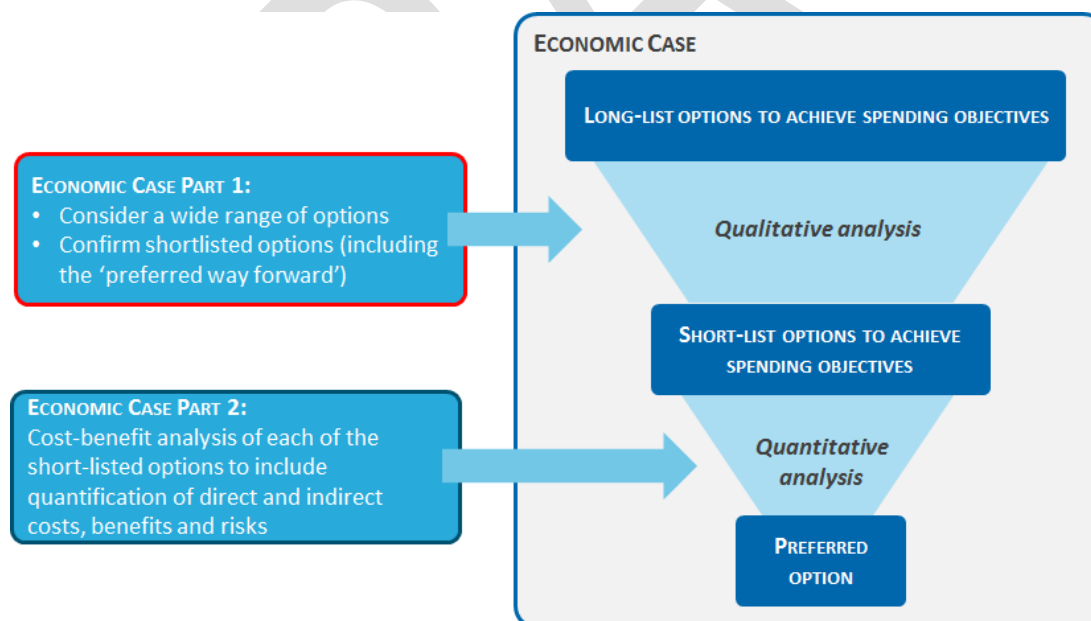 ECONOMIC CASE
LONG-LIST OPTIONS TO ACHIEVE SPENDING OBJECTIVES
ECONOMIC CASE PART 1:
• Consider a wide range of options
• Confirm shortlisted options (including
the ‘preferred way forward’)
Qualitative analysis
SHORT-LIST OPTIONS TO ACHIEVE
SPENDING OBJECTIVES
ECONOMIC CASE PART 2:
Cost-benefit analysis of each of the
short-listed options to include
quantification of direct and indirect
costs, benefits and risks
Quantitative
analysis
PREFERRED
OPTION